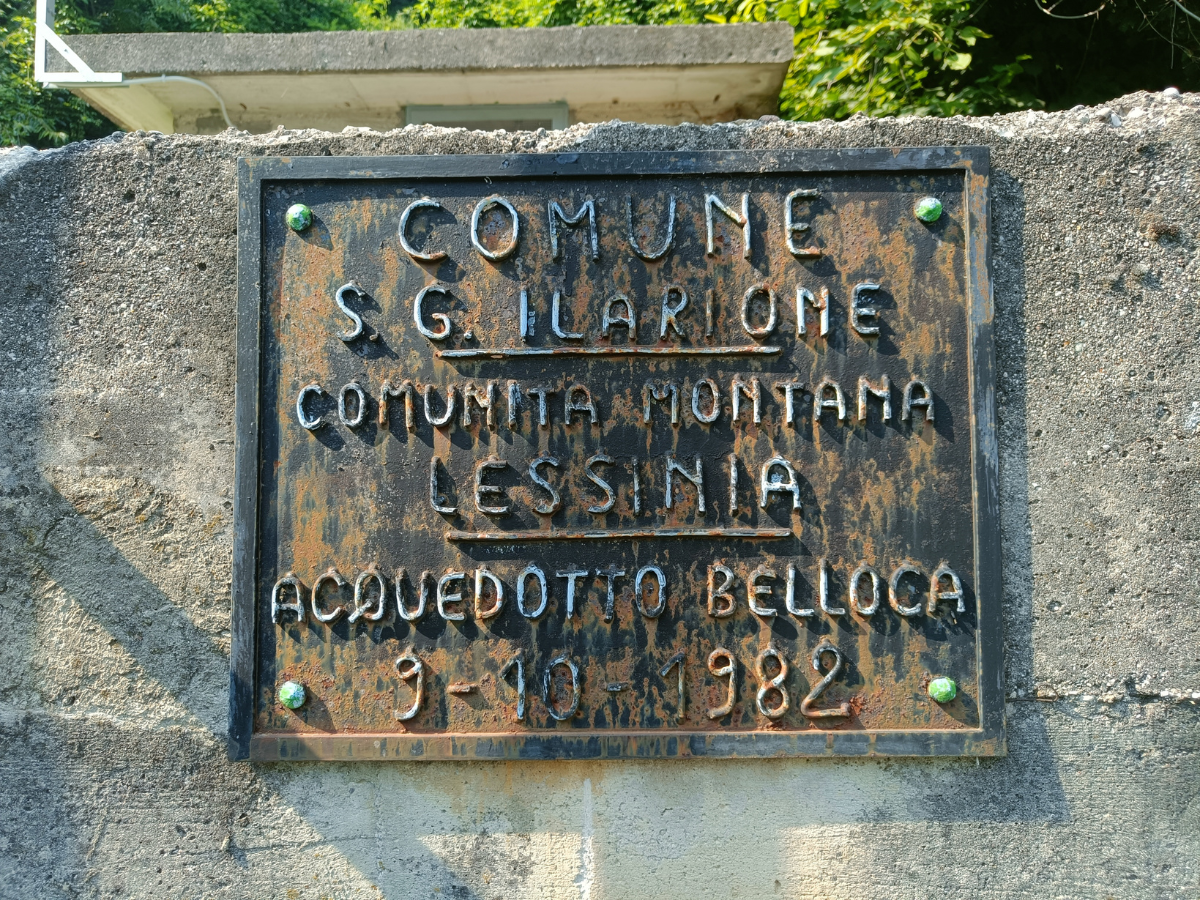 COMUNE
S. G. ILARIONE
COMUNITA MONTANA
LESSINIA
ACQUEDOTTO BELLOCA
9-10-1982